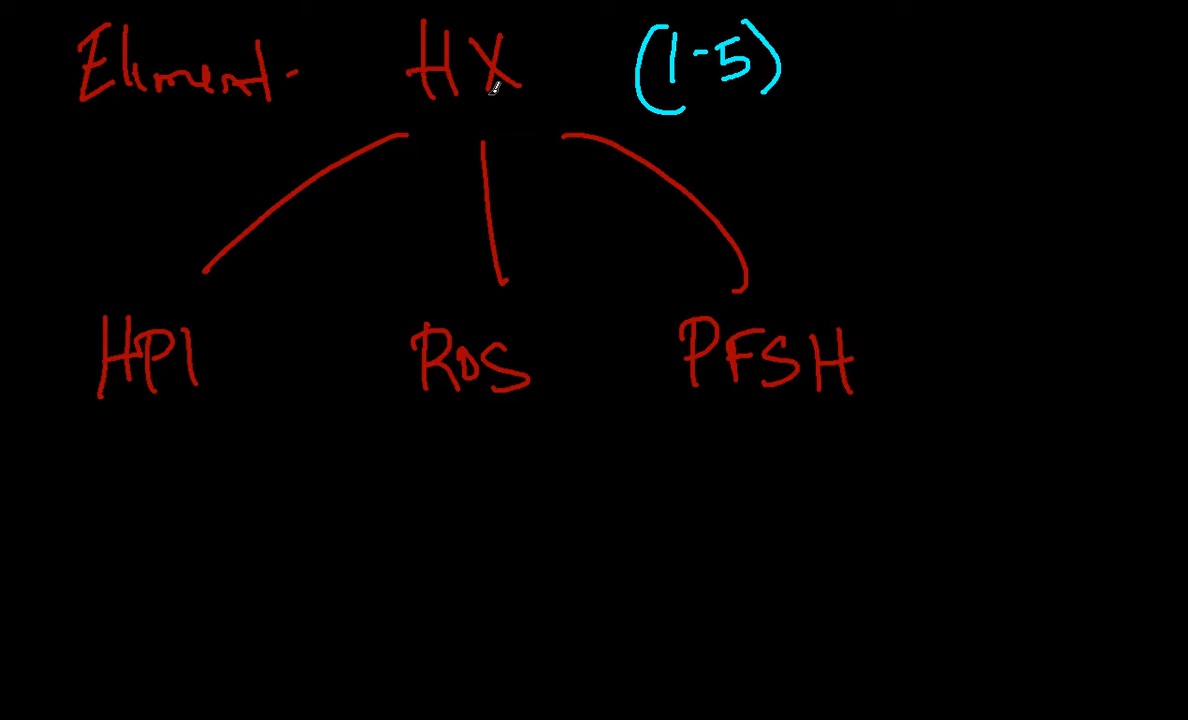 Element - HX (1-5)
HPI ROS PFSH